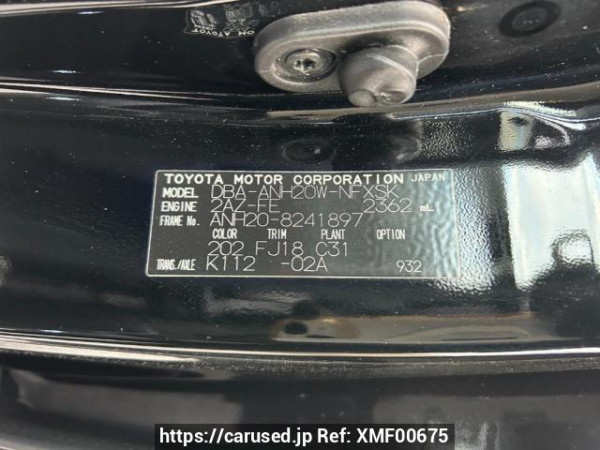 TOYOTA MOTOR CORPORATION JAPAN
MODEL DBA-ANH20W-NFXSK
ENGINE 2AZ-FE 2362 mL
FRAME No. ANH20-8241897
COLOR TRIM PLANT OPTION
202 FJ18 C31
TRANS./AXLE K112 -02A 932
https://carused.jp Ref: XMF00675